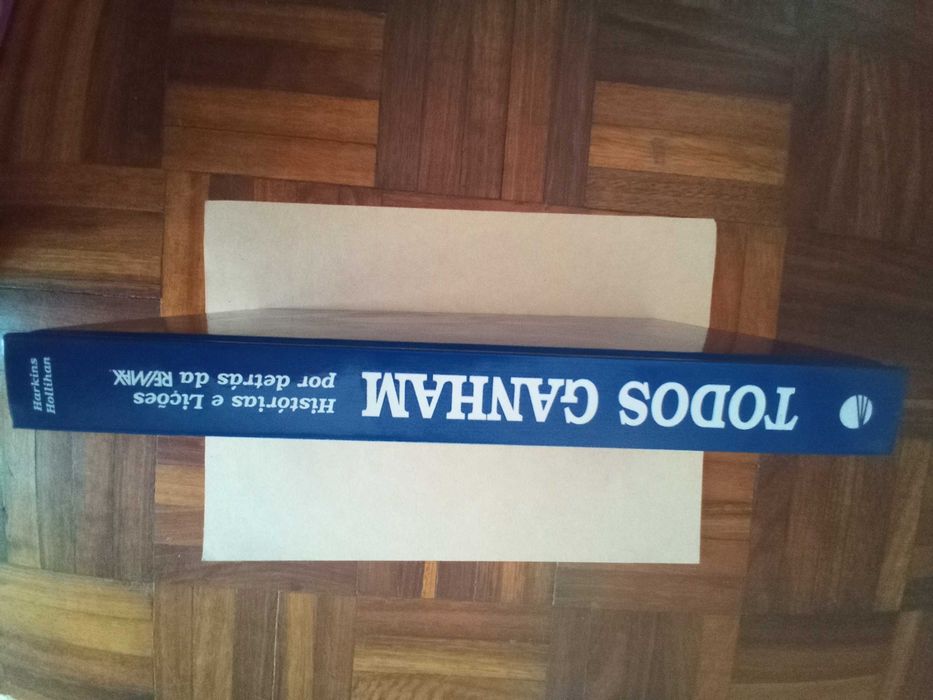 TODOS GANHAM
Histórias e Lições
por detrás da RE/MAX
Harkins
Hollihan